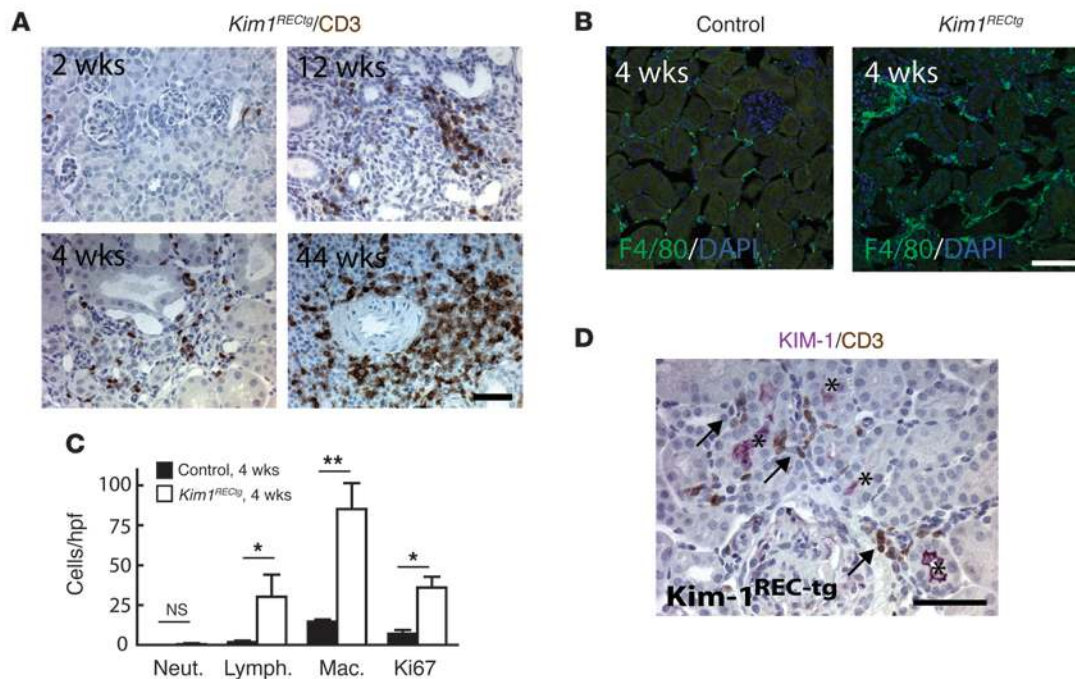 A
Kim1RECtg/CD3
2 wks
12 wks
4 wks
44 wks
B
Control
Kim1RECtg
4 wks
4 wks
F4/80/DAPI
F4/80/DAPI
C
Control, 4 wks
Kim1RECtg, 4 wks
Cells/hpf
100
75
50
25
0
NS
*
**
*
Neut. Lymph. Mac. Ki67
D
KIM-1/CD3
*
*
*
*
Kim-1REC-tg